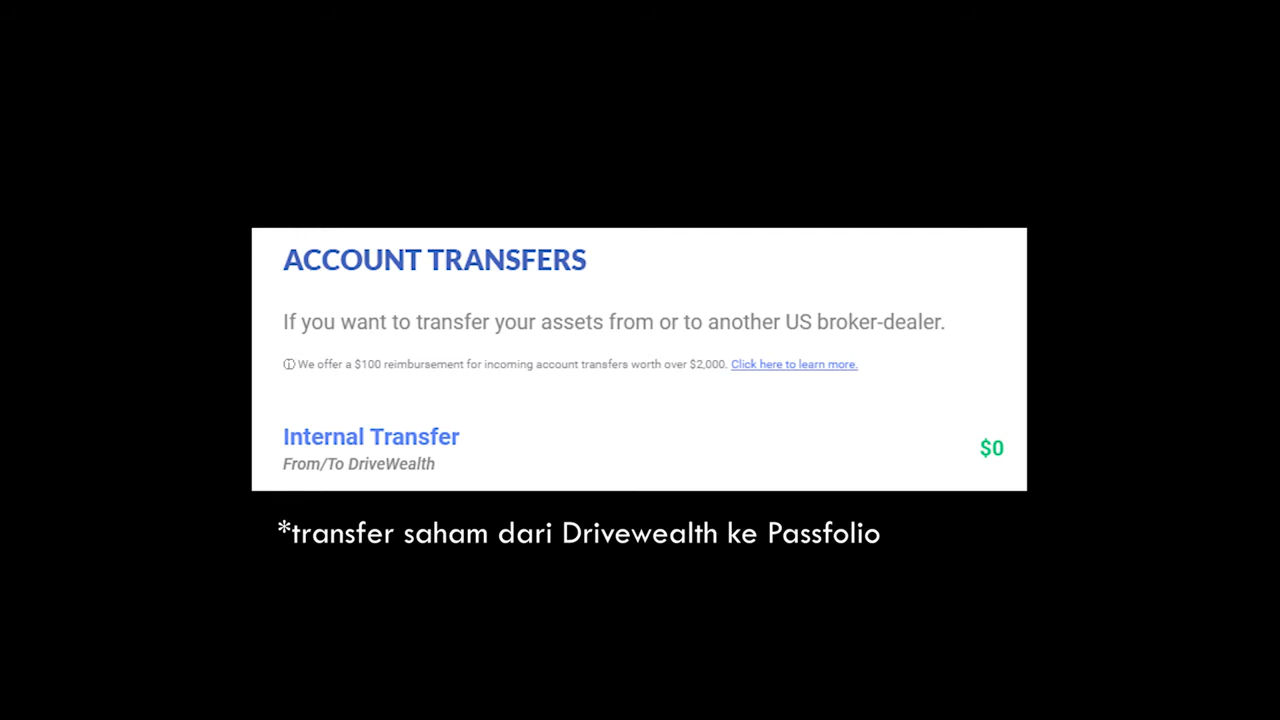 ACCOUNT TRANSFERS
If you want to transfer your assets from or to another US broker-dealer.
ⓘ We offer a $100 reimbursement for incoming account transfers worth over $2,000. Click here to learn more.
Internal Transfer
From/To DriveWealth
$0
*transfer saham dari Drivewealth ke Passfolio